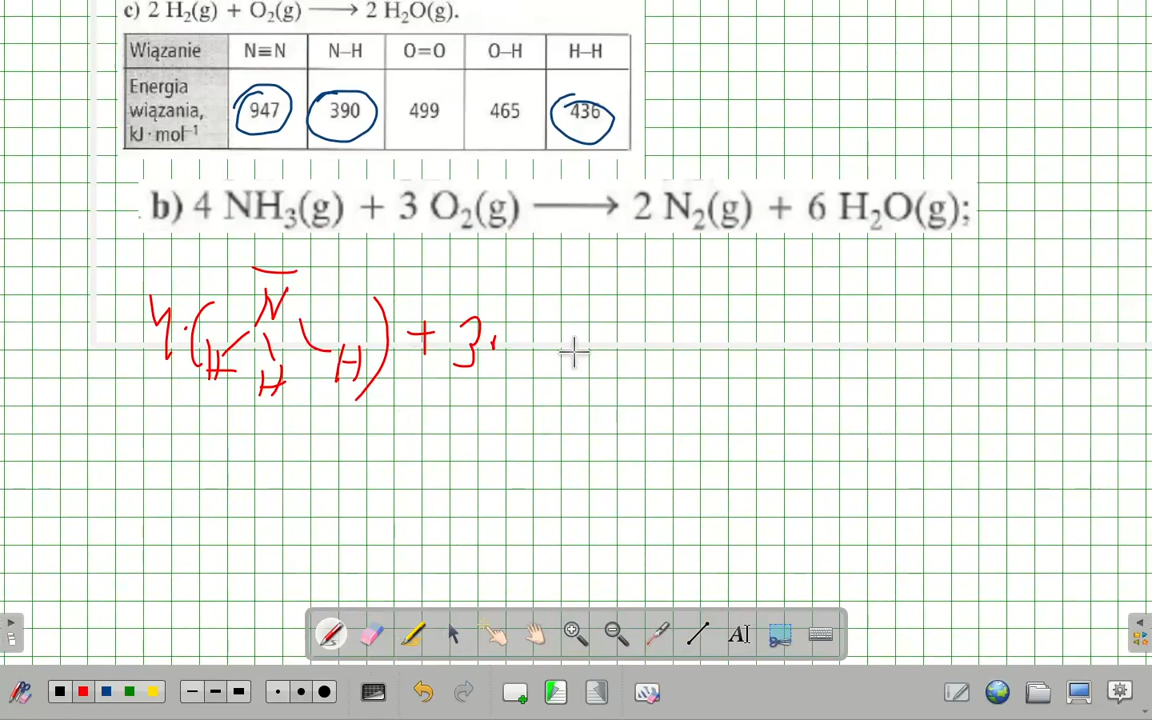 c) 2 H₂(g) + O₂(g) ⟶ 2 H₂O(g).
Wiązanie N≡N N–H O=O O–H H–H
Energia
wiązania, 947 390 499 465 436
kJ · mol⁻¹
b) 4 NH₃(g) + 3 O₂(g) ⟶ 2 N₂(g) + 6 H₂O(g);
4 · ( N ) + 3 ·
H H H
A